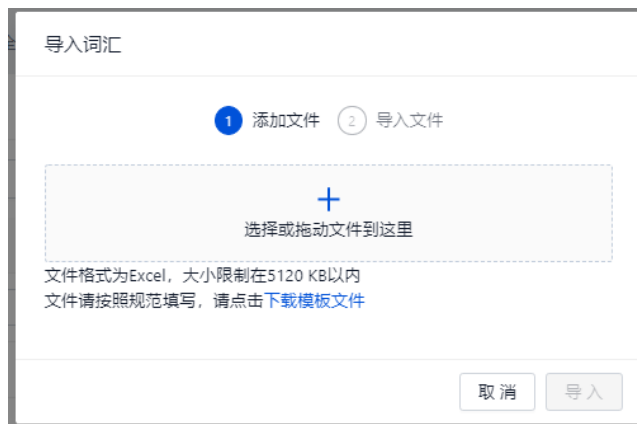 导入词汇
1 添加文件 2 导入文件
选择或拖动文件到这里
文件格式为Excel，大小限制在5120 KB以内
文件请按照规范填写，请点击下载模板文件
取 消 导 入